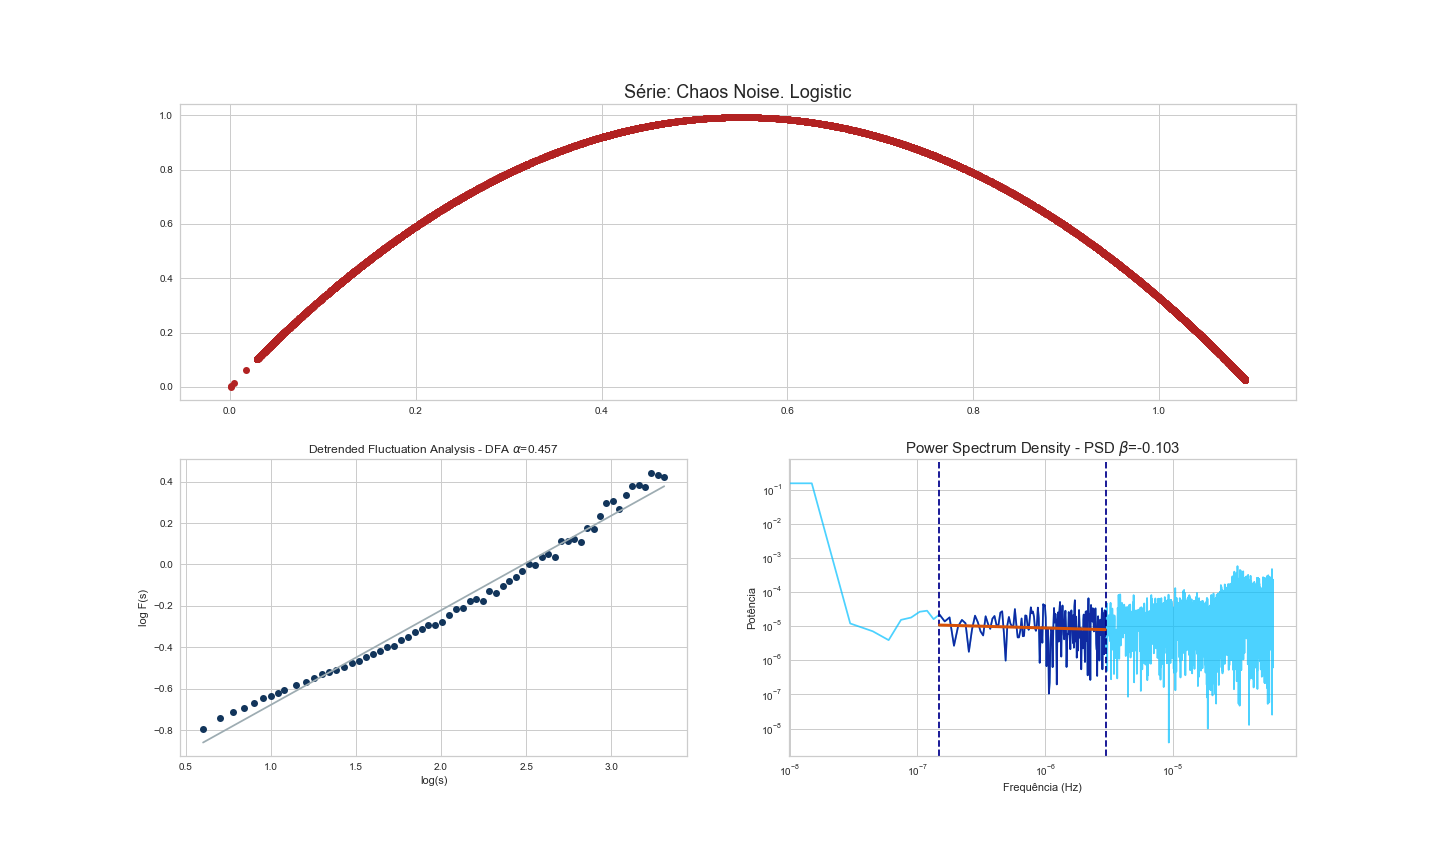 Série: Chaos Noise. Logistic
1.0
0.8
0.6
0.4
0.2
0.0
0.0 0.2 0.4 0.6 0.8 1.0
Detrended Fluctuation Analysis - DFA α=0.457
log F(s)
0.4
0.2
0.0
−0.2
−0.4
−0.6
−0.8
0.5 1.0 1.5 2.0 2.5 3.0
log(s)
Power Spectrum Density - PSD β=-0.103
Potência
10⁻¹
10⁻²
10⁻³
10⁻⁴
10⁻⁵
10⁻⁶
10⁻⁷
10⁻⁸
10⁻⁸ 10⁻⁷ 10⁻⁶ 10⁻⁵
Frequência (Hz)